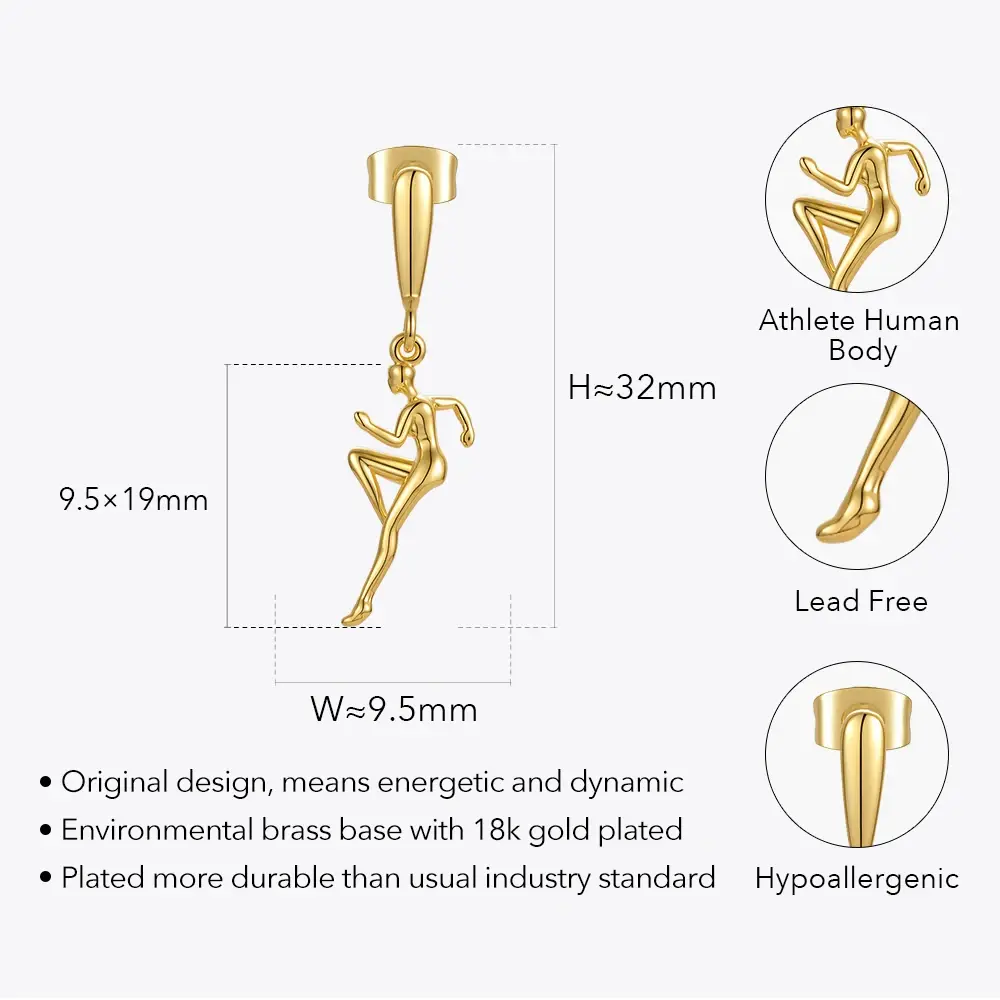 H≈32mm
9.5×19mm
W≈9.5mm
Athlete Human
Body
Lead Free
Hypoallergenic
• Original design, means energetic and dynamic
• Environmental brass base with 18k gold plated
• Plated more durable than usual industry standard